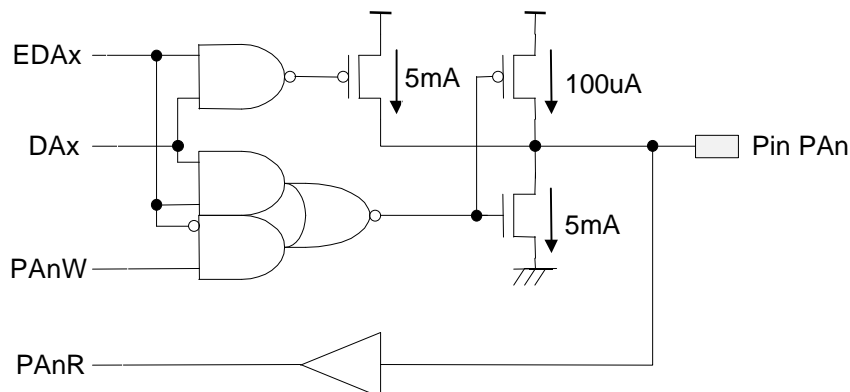 EDAx
5mA
100uA
DAx
Pin PAn
5mA
PAnW
PAnR